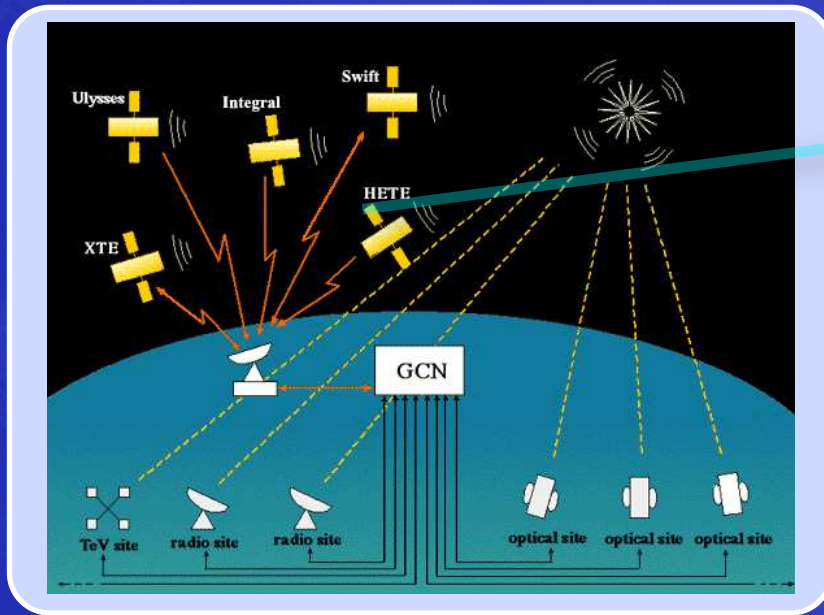 Swift
Ulysses
Integral
HETE
XTE
GCN
TeV site
radio site
radio site
optical site
optical site
optical site